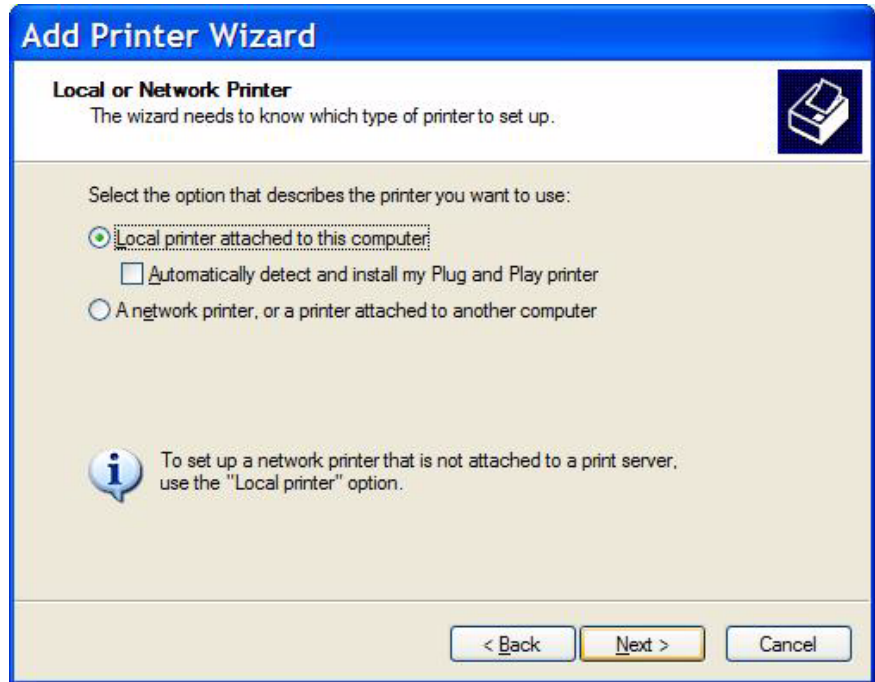 Add Printer Wizard
Local or Network Printer
The wizard needs to know which type of printer to set up.
Select the option that describes the printer you want to use:
Local printer attached to this computer
Automatically detect and install my Plug and Play printer
A network printer, or a printer attached to another computer
To set up a network printer that is not attached to a print server,
use the "Local printer" option.
< Back Next > Cancel